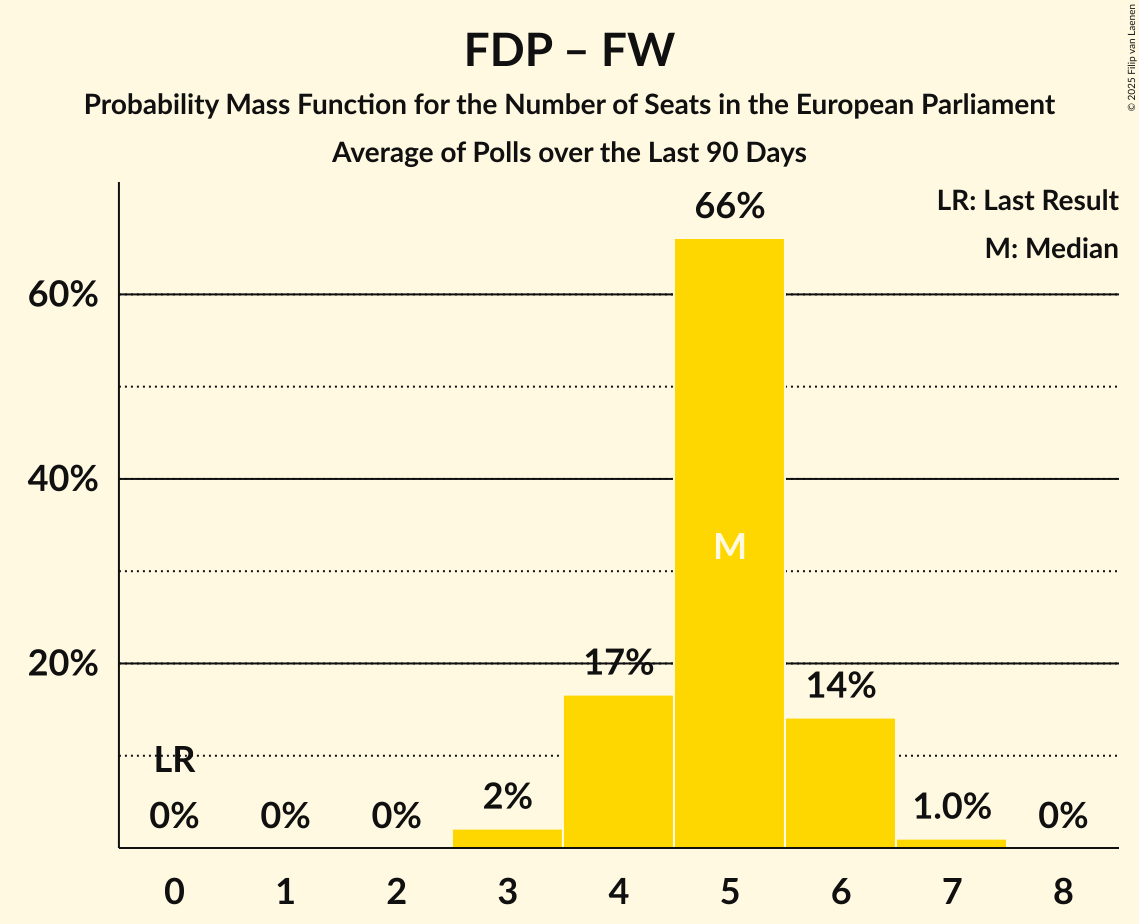 FDP – FW
Probability Mass Function for the Number of Seats in the European Parliament
Average of Polls over the Last 90 Days
© 2025 Filip van Laenen
LR: Last Result
M: Median
66%
60%
40%
M
20%
17%
14%
LR
0%
0%
0%
2%
1.0%
0%
0 1 2 3 4 5 6 7 8